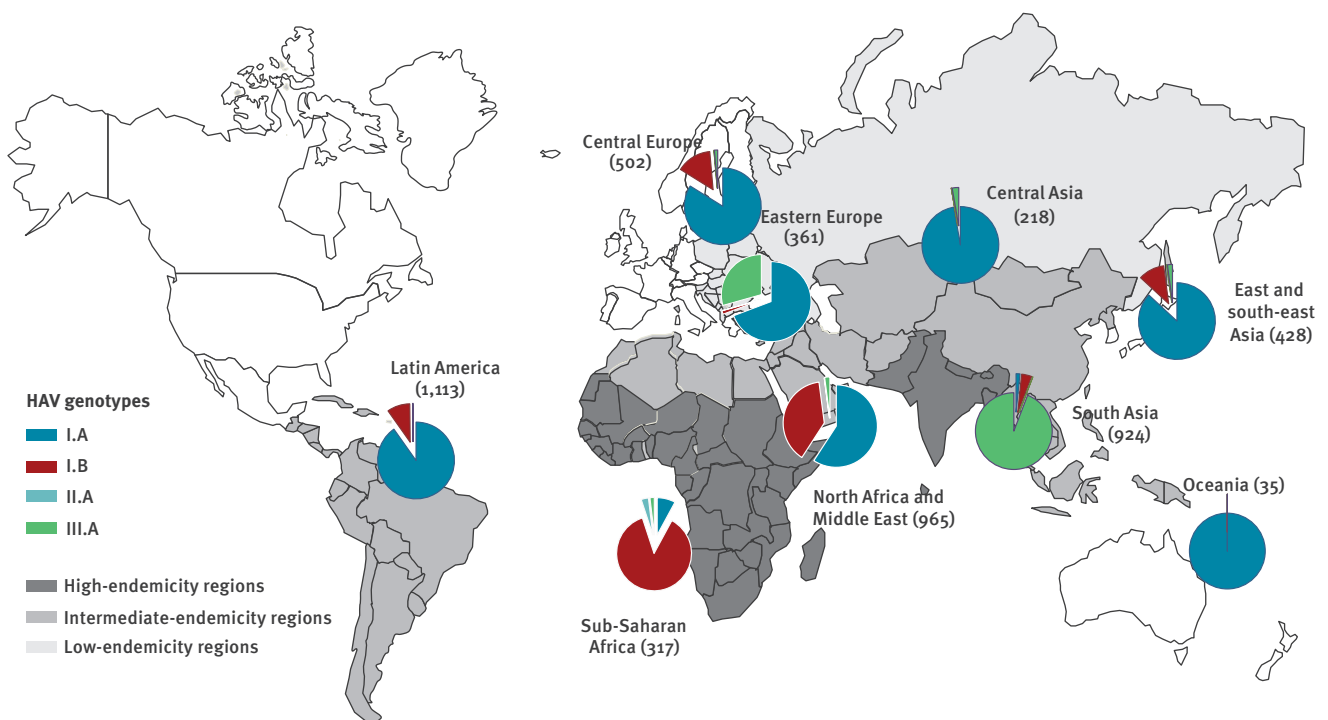 Central Europe
(502)
Eastern Europe
(361)
Central Asia
(218)
East and
south-east
Asia (428)
Latin America
(1,113)
South Asia
(924)
Oceania (35)
North Africa and
Middle East (965)
Sub-Saharan
Africa (317)
HAV genotypes
I.A
I.B
II.A
III.A
High-endemicity regions
Intermediate-endemicity regions
Low-endemicity regions